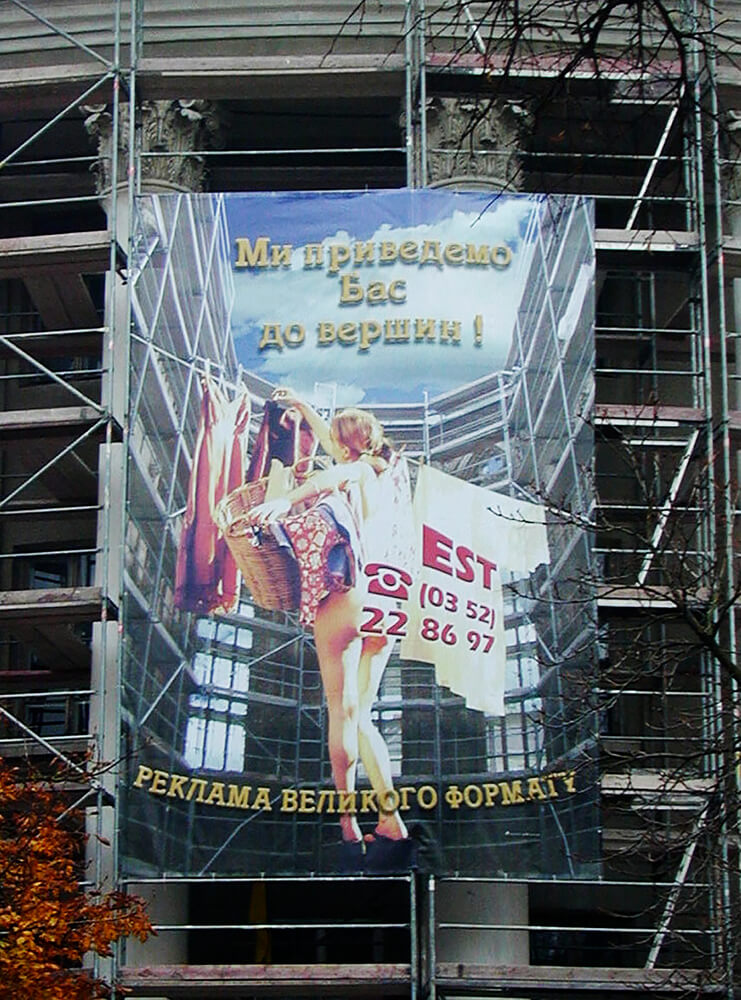 Ми приведемо
Вас
до вершин !
EST
(03 52)
22 86 97
РЕКЛАМА ВЕЛИКОГО ФОРМАТУ